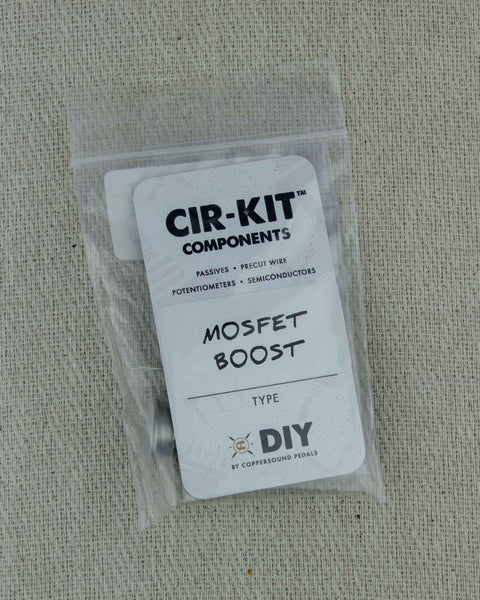 CIR-KIT™
COMPONENTS
PASSIVES • PRECUT WIRE
POTENTIOMETERS • SEMICONDUCTORS
MOSFET
BOOST
TYPE
DIY
BY COPPERSOUND PEDALS